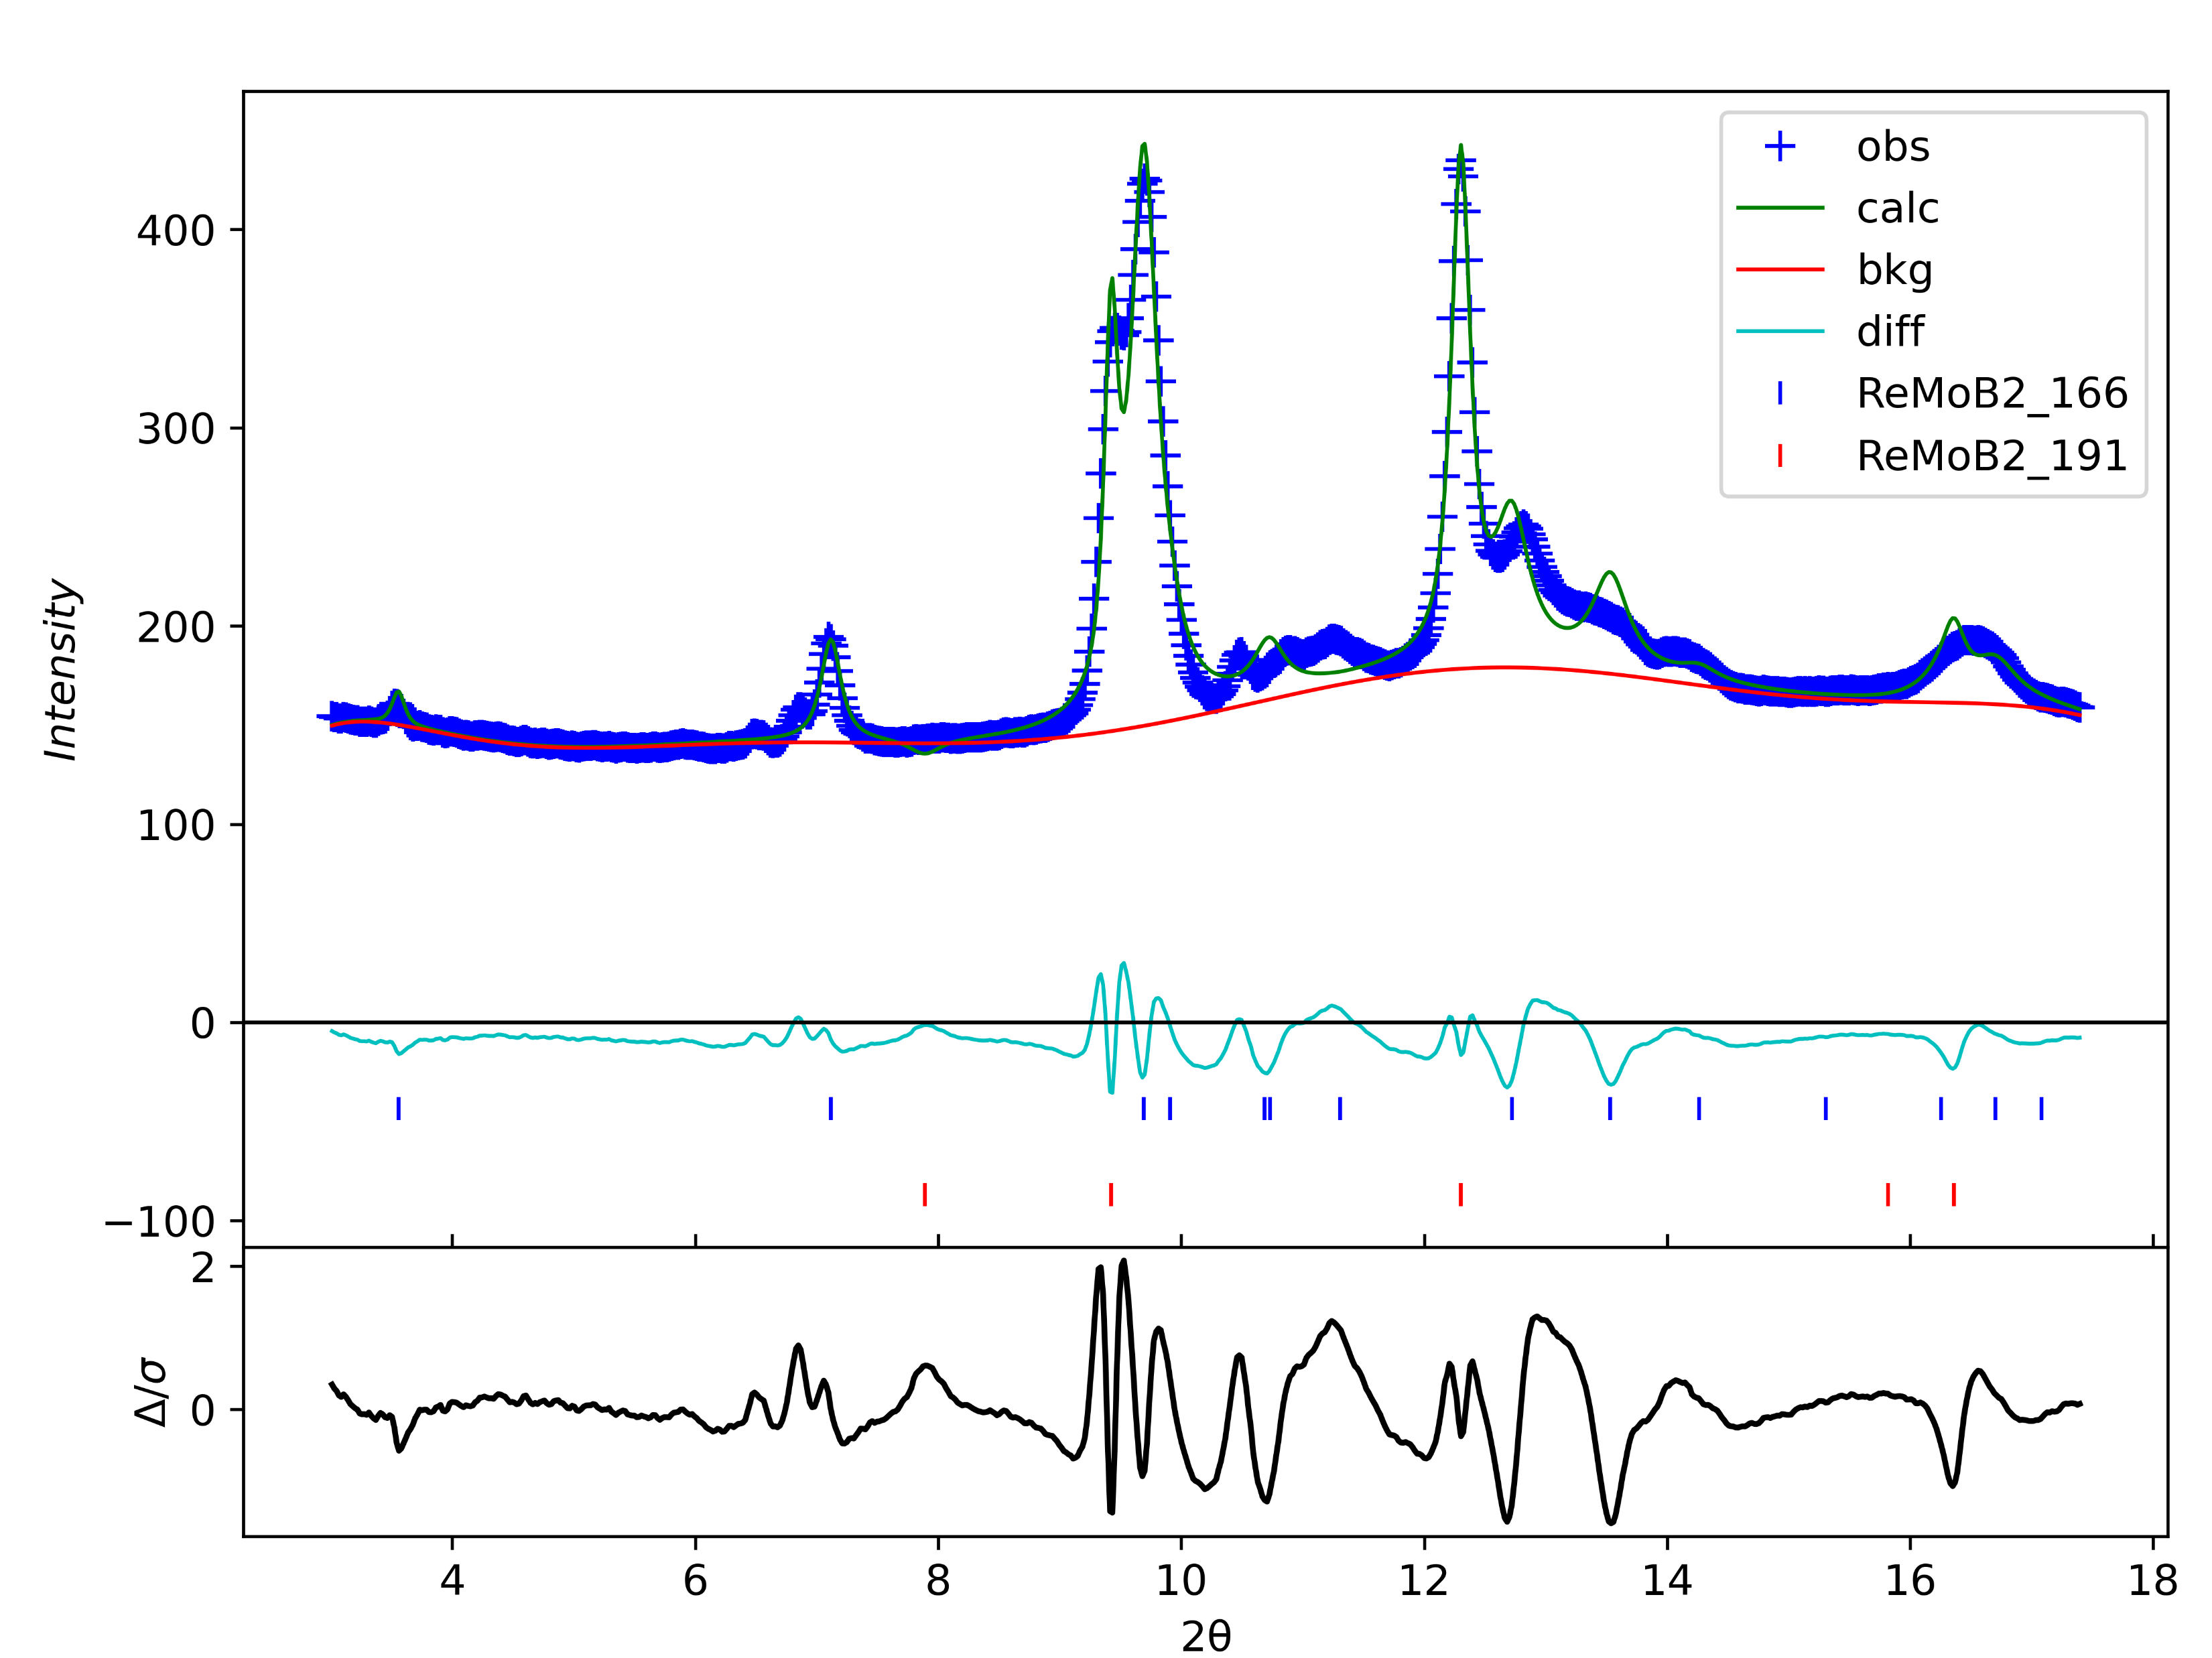 obs
calc
bkg
diff
ReMoB2_166
ReMoB2_191
Intensity
400
300
200
100
0
−100
2
0
Δ/σ
4 6 8 10 12 14 16 18
2θ